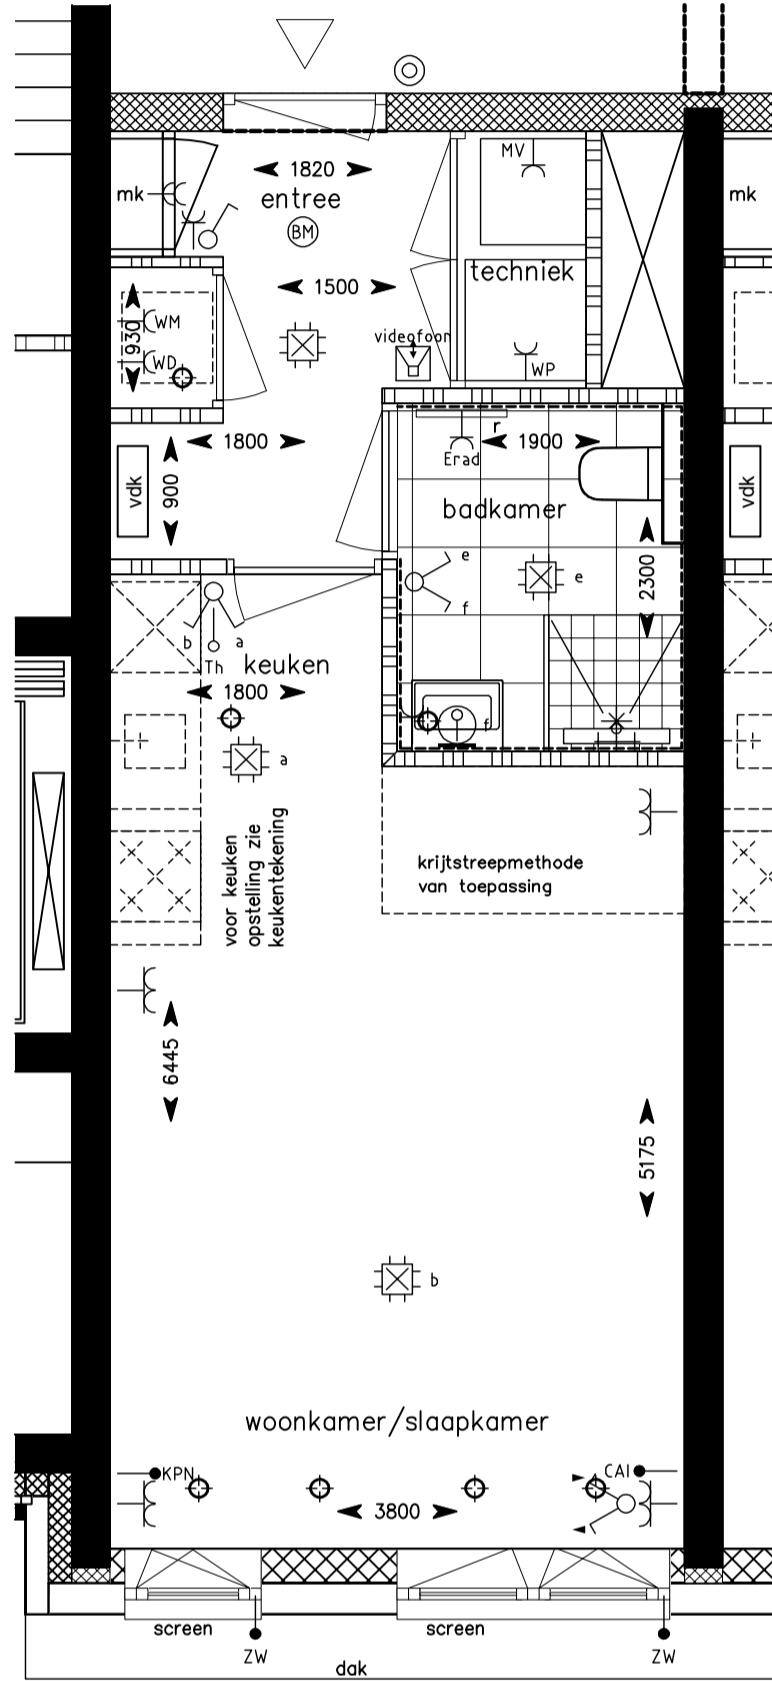 1820
MV
mk
entree
mk
BM
techniek
1500
WM
930
videofoon
WD
WP
r
1800
1900
Erad
vdk
900
badkamer
vdk
e
e
2300
f
b
a
Th
keuken
1800
f
a
voor keuken
opstelling zie
keukentekening
krijtstreepmethode
van toepassing
6445
5175
b
woonkamer/slaapkamer
KPN
CAI
3800
screen
screen
ZW
ZW
dak